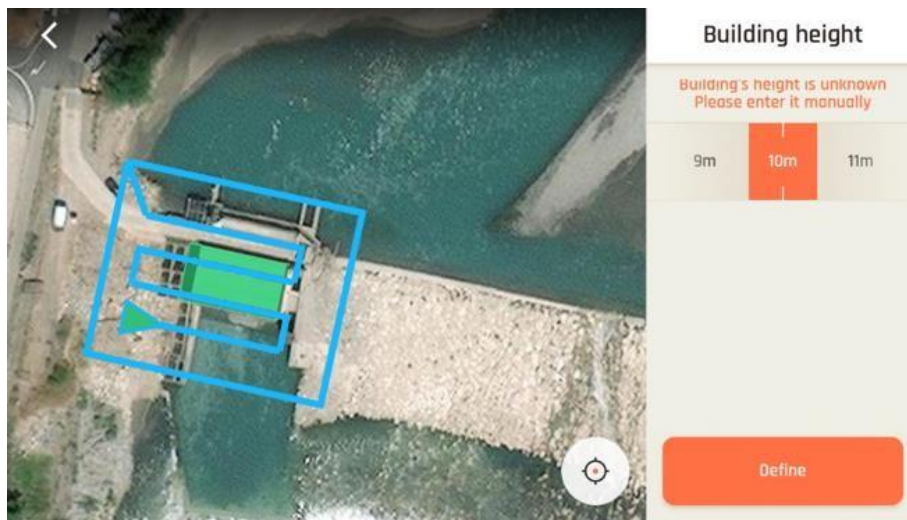 Building height
Building's height is unknown
Please enter it manually
9m
10m
11m
Define